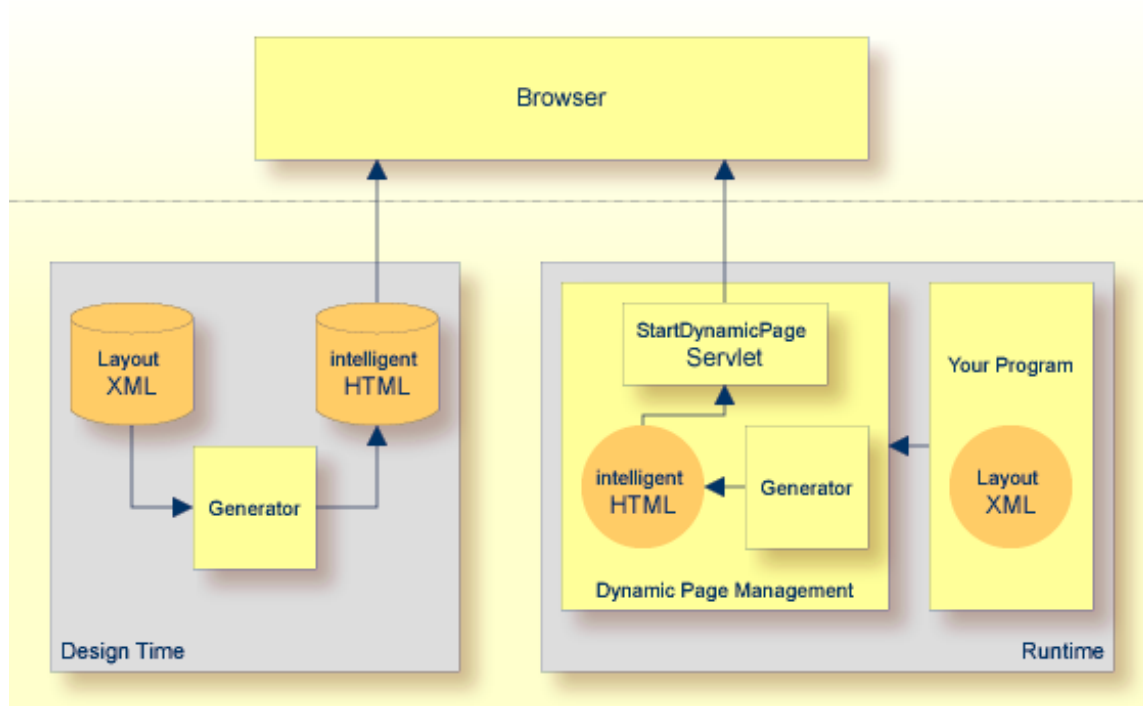 Browser
Layout
XML
intelligent
HTML
Generator
Design Time
StartDynamicPage
Servlet
intelligent
HTML
Generator
Dynamic Page Management
Your Program
Layout
XML
Runtime